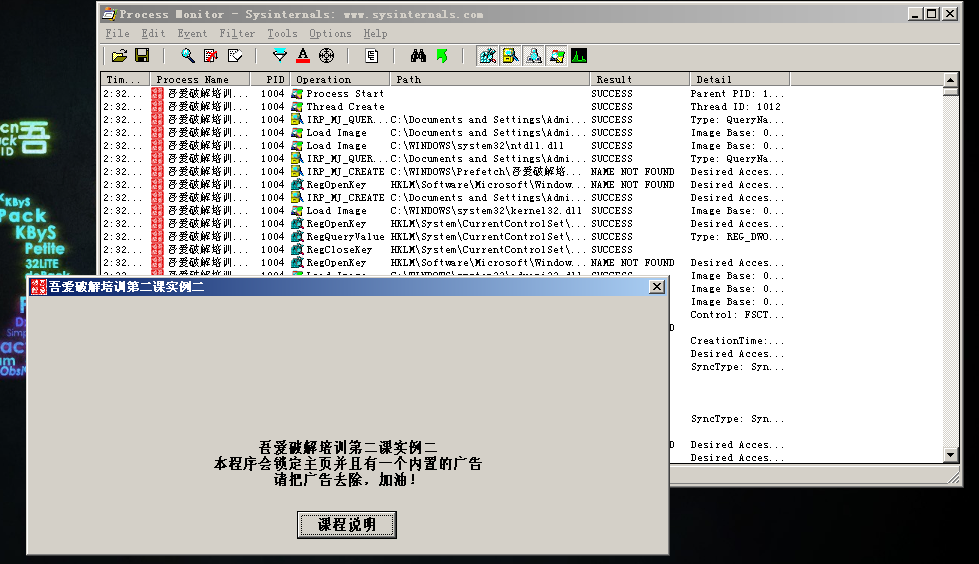 Process Monitor - Sysinternals: www.sysinternals.com
File Edit Event Filter Tools Options Help
Tim... Process Name PID Operation Path Result Detail
2:32... 吾爱破解培训... 1004 Process Start SUCCESS Parent PID: 1...
2:32... 吾爱破解培训... 1004 Thread Create SUCCESS Thread ID: 1012
2:32... 吾爱破解培训... 1004 IRP_MJ_QUER... C:\Documents and Settings\Admi... SUCCESS Type: QueryNa...
2:32... 吾爱破解培训... 1004 Load Image C:\Documents and Settings\Admi... SUCCESS Image Base: 0...
2:32... 吾爱破解培训... 1004 Load Image C:\WINDOWS\system32\ntdll.dll SUCCESS Image Base: 0...
2:32... 吾爱破解培训... 1004 IRP_MJ_QUER... C:\Documents and Settings\Admi... SUCCESS Type: QueryNa...
2:32... 吾爱破解培训... 1004 IRP_MJ_CREATE C:\WINDOWS\Prefetch\吾爱破解培... NAME NOT FOUND Desired Acces...
2:32... 吾爱破解培训... 1004 RegOpenKey HKLM\Software\Microsoft\Window... NAME NOT FOUND Desired Acces...
2:32... 吾爱破解培训... 1004 IRP_MJ_CREATE C:\Documents and Settings\Admi... SUCCESS Desired Acces...
2:32... 吾爱破解培训... 1004 Load Image C:\WINDOWS\system32\kernel32.dll SUCCESS Image Base: 0...
2:32... 吾爱破解培训... 1004 RegOpenKey HKLM\System\CurrentControlSet\... SUCCESS Desired Acces...
2:32... 吾爱破解培训... 1004 RegQueryValue HKLM\System\CurrentControlSet\... SUCCESS Type: REG_DWO...
2:32... 吾爱破解培训... 1004 RegCloseKey HKLM\System\CurrentControlSet\... SUCCESS
2:32... 吾爱破解培训... 1004 RegOpenKey HKLM\Software\Microsoft\Window... NAME NOT FOUND Desired Acces...
Image Base: 0...
Image Base: 0...
Image Base: 0...
Control: FSCT...
D
CreationTime:...
Desired Acces...
SyncType: Syn...
SyncType: Syn...
D Desired Acces...
Desired Acces...
吾
KByS
Pack
KByS
Petite
32LiTE
吾爱破解培训第二课实例二
吾爱破解培训第二课实例二
本程序会锁定主页并且有一个内置的广告
请把广告去除，加油！
课程说明